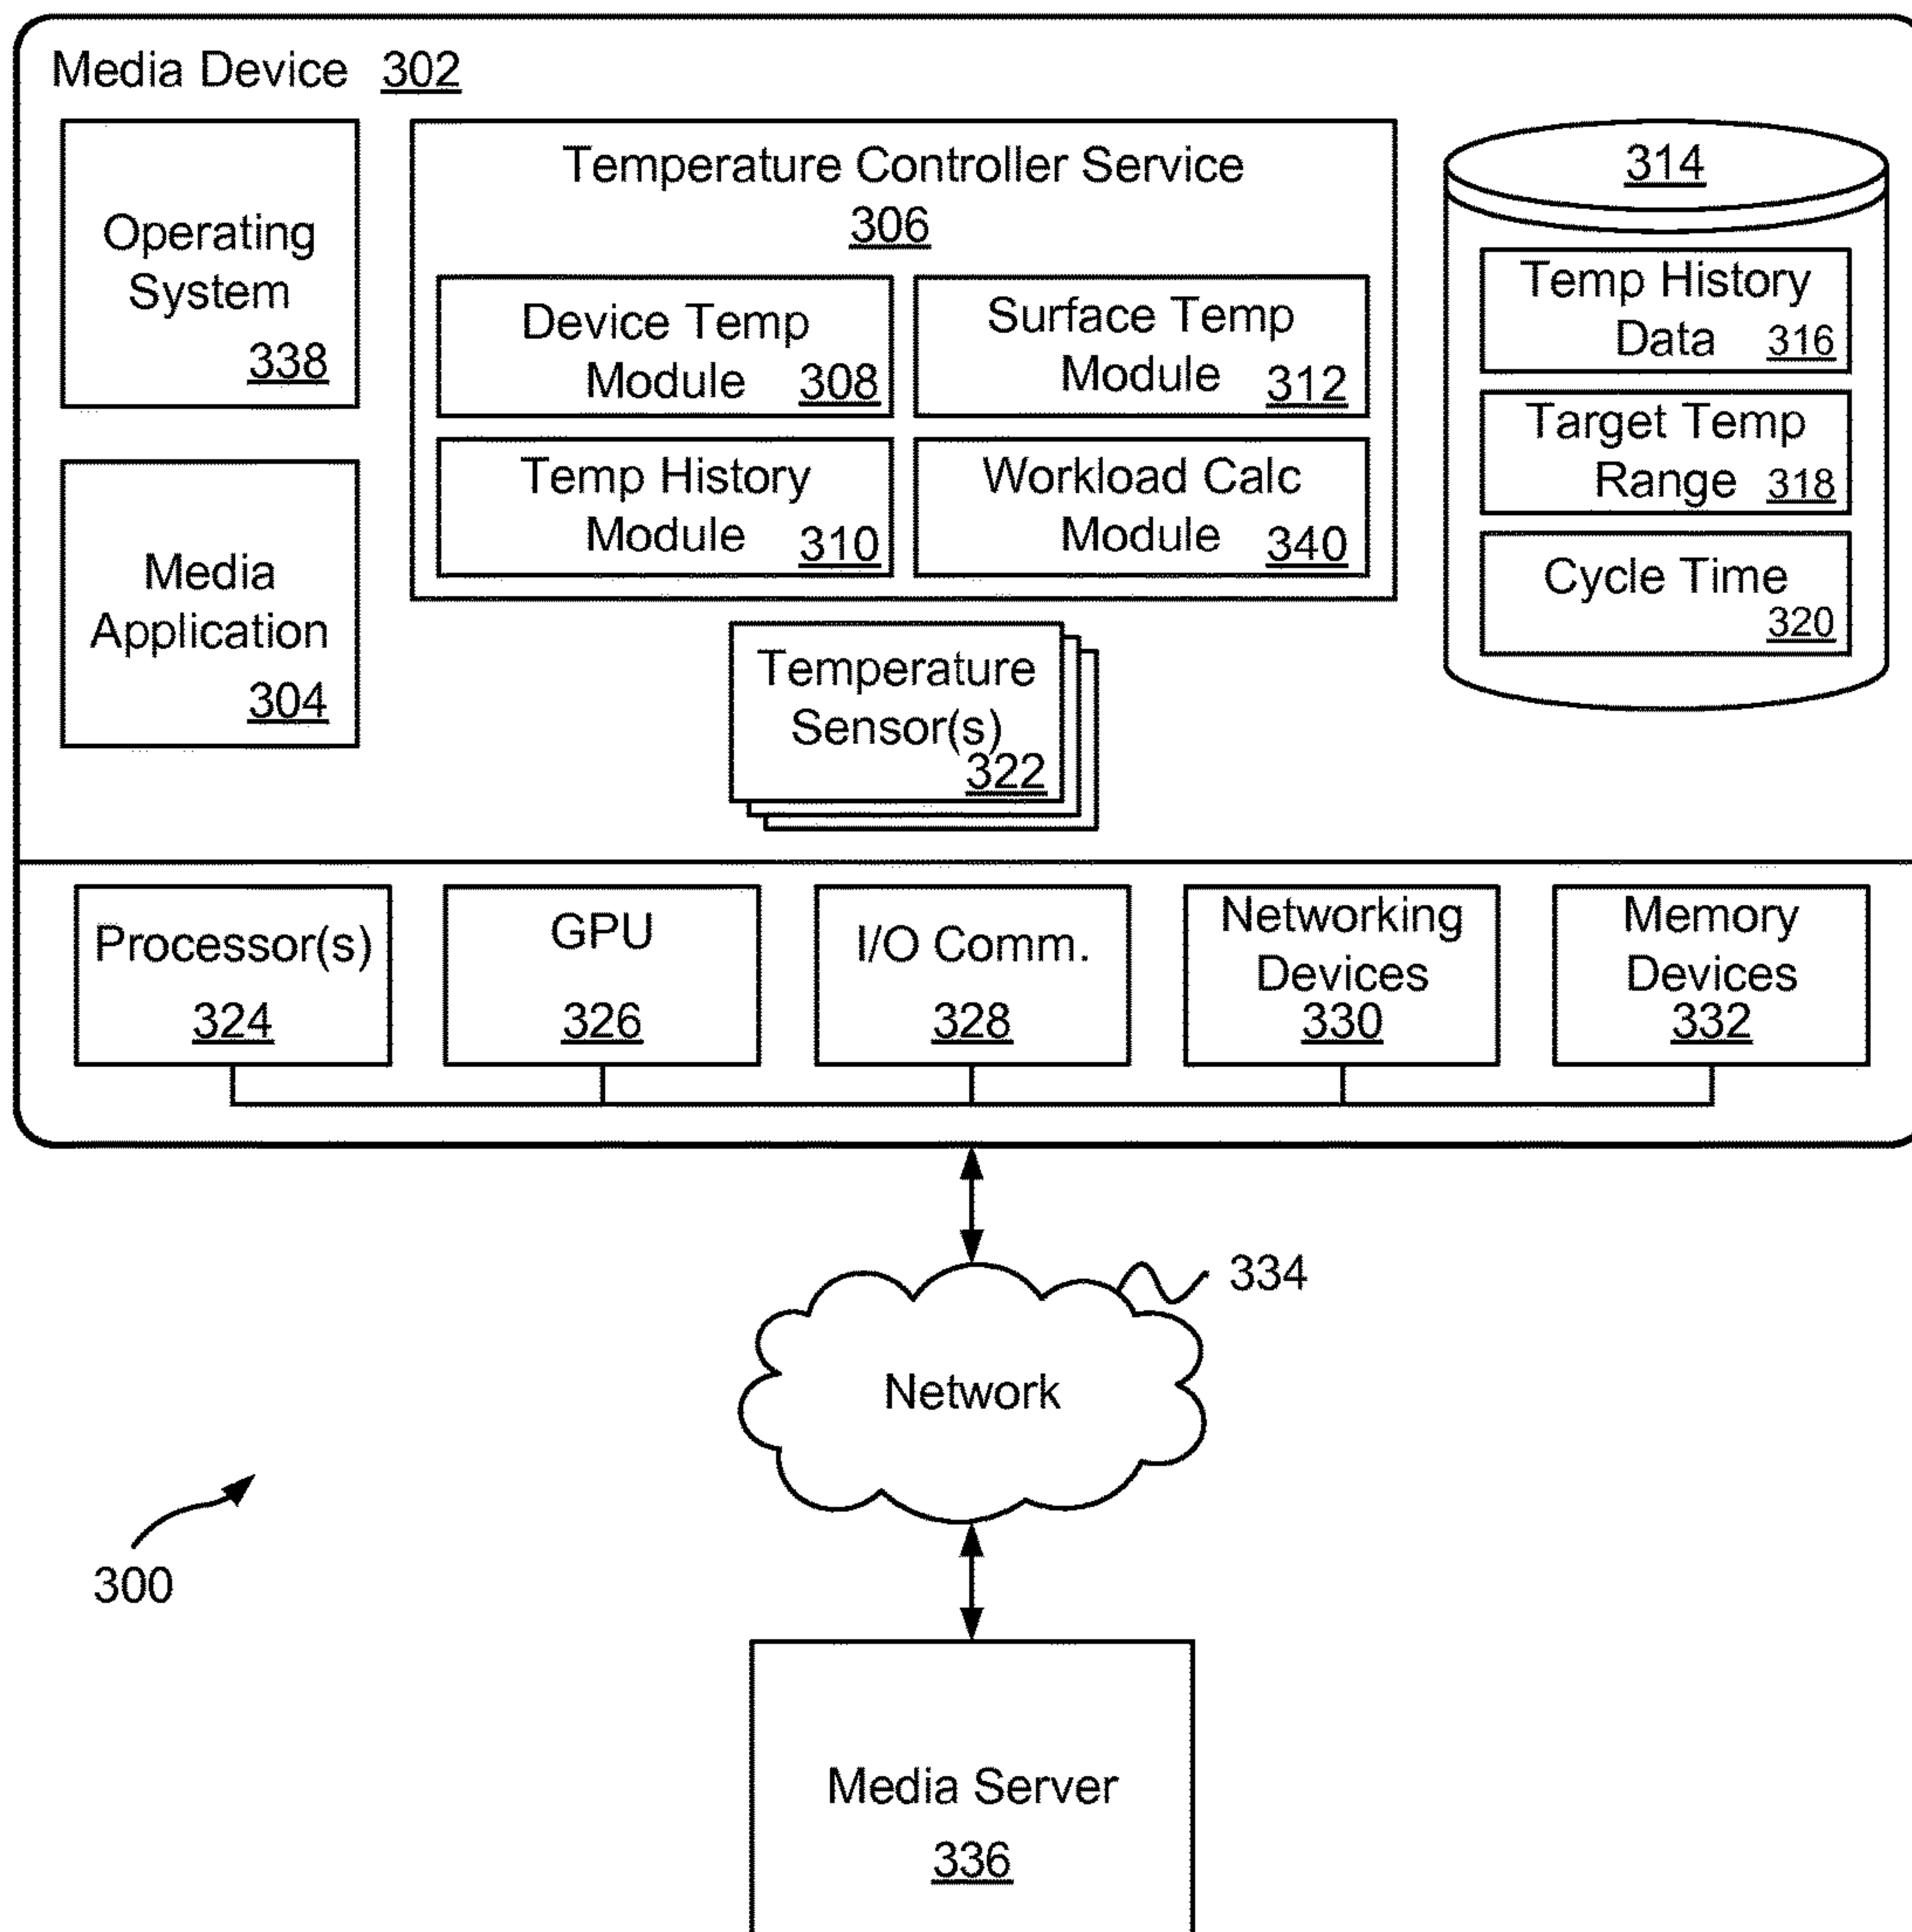 Media Device 302
Operating
System
338
Media
Application
304
Temperature Controller Service
306
Device Temp
Module 308
Surface Temp
Module 312
Temp History
Module 310
Workload Calc
Module 340
Temperature
Sensor(s)
322
314
Temp History
Data 316
Target Temp
Range 318
Cycle Time
320
Processor(s)
324
GPU
326
I/O Comm.
328
Networking
Devices
330
Memory
Devices
332
334
Network
300
Media Server
336